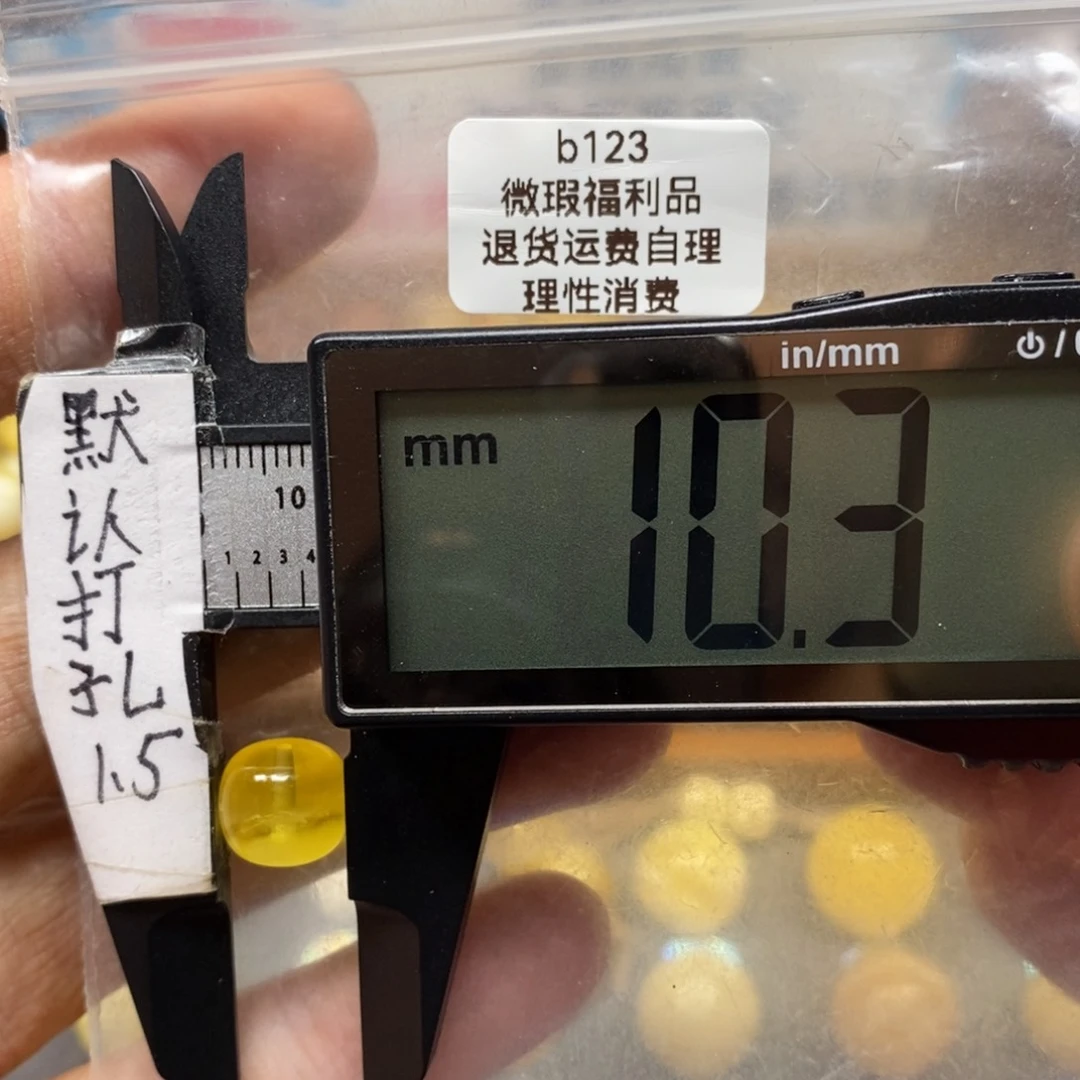 b123
微瑕福利品
退货运费自理
理性消费
in/mm
⏻/
mm
10.3
默
认
打
孔
1.5
10
1 2 3 4